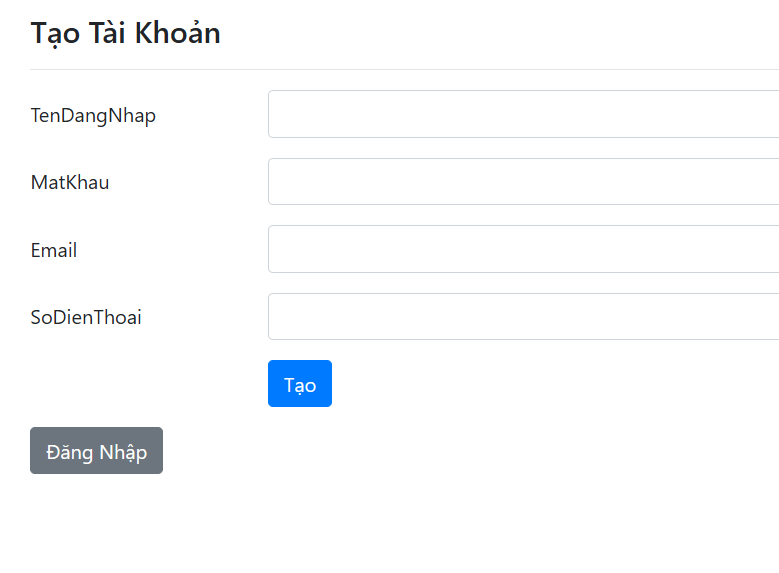 Tạo Tài Khoản
TenDangNhap
MatKhau
Email
SoDienThoai
Tạo
Đăng Nhập